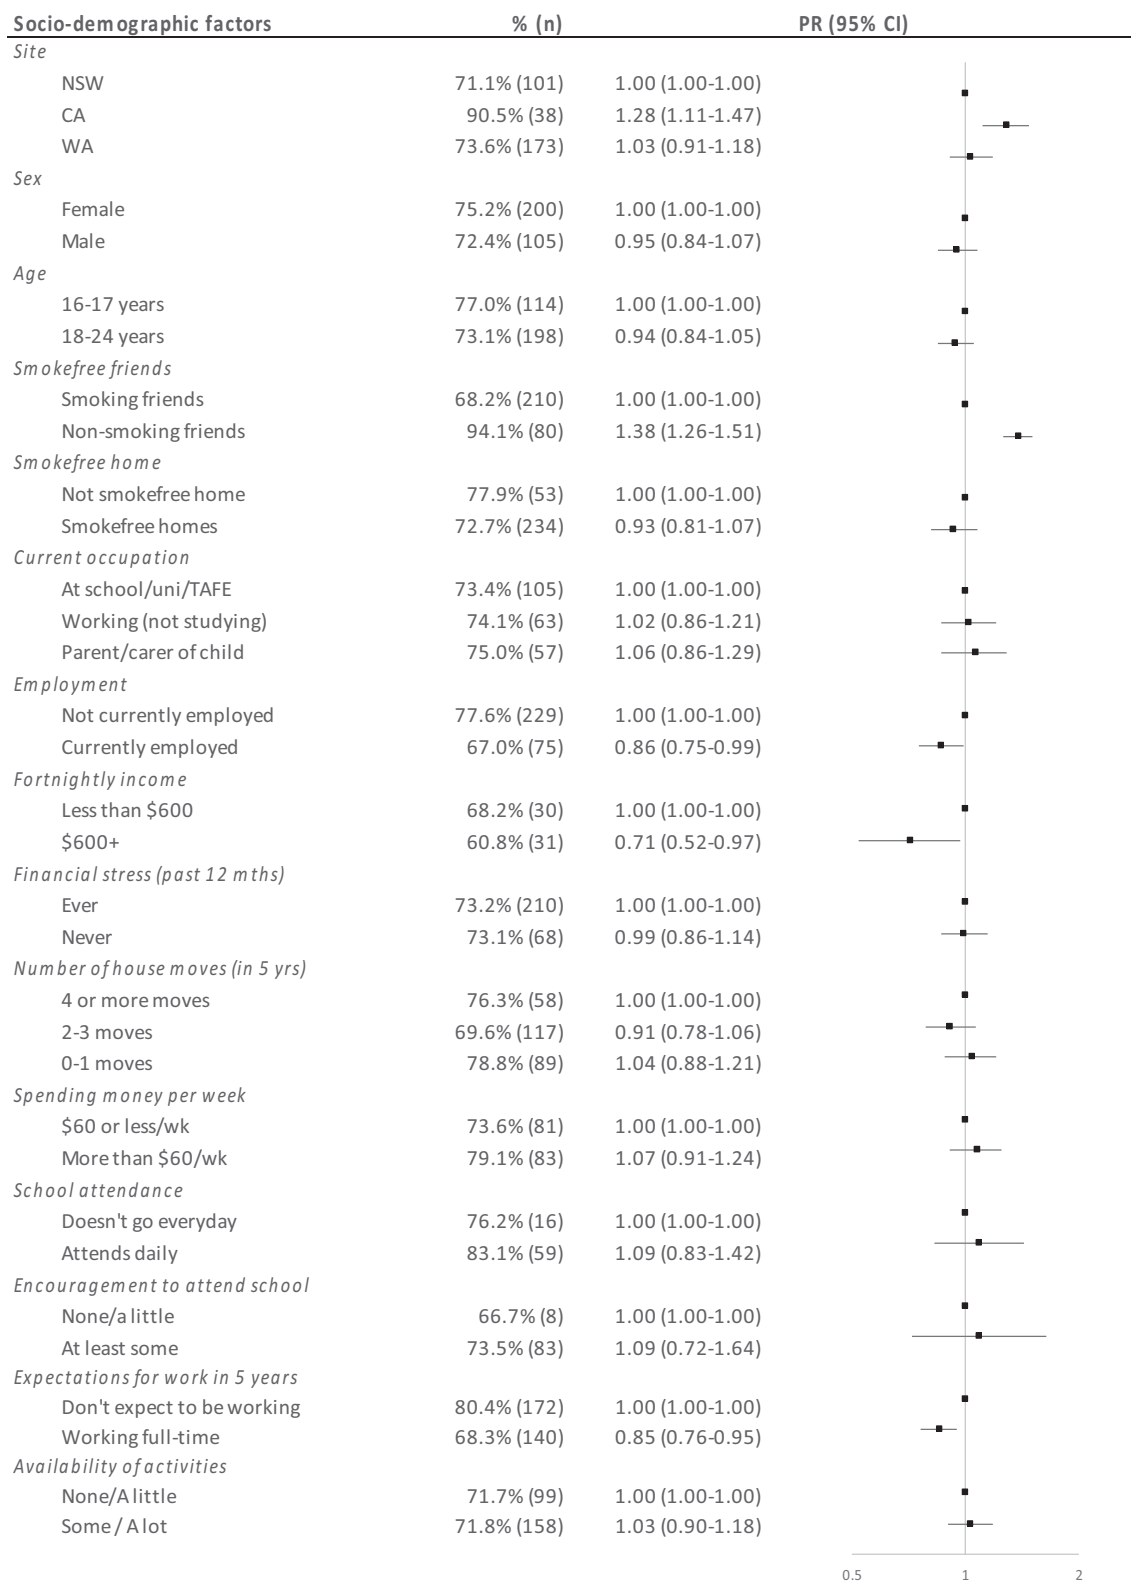 Socio-demographic factors % (n) PR (95% CI)
Site
NSW 71.1% (101) 1.00 (1.00-1.00)
CA 90.5% (38) 1.28 (1.11-1.47)
WA 73.6% (173) 1.03 (0.91-1.18)
Sex
Female 75.2% (200) 1.00 (1.00-1.00)
Male 72.4% (105) 0.95 (0.84-1.07)
Age
16-17 years 77.0% (114) 1.00 (1.00-1.00)
18-24 years 73.1% (198) 0.94 (0.84-1.05)
Smokefree friends
Smoking friends 68.2% (210) 1.00 (1.00-1.00)
Non-smoking friends 94.1% (80) 1.38 (1.26-1.51)
Smokefree home
Not smokefree home 77.9% (53) 1.00 (1.00-1.00)
Smokefree homes 72.7% (234) 0.93 (0.81-1.07)
Current occupation
At school/uni/TAFE 73.4% (105) 1.00 (1.00-1.00)
Working (not studying) 74.1% (63) 1.02 (0.86-1.21)
Parent/carer of child 75.0% (57) 1.06 (0.86-1.29)
Employment
Not currently employed 77.6% (229) 1.00 (1.00-1.00)
Currently employed 67.0% (75) 0.86 (0.75-0.99)
Fortnightly income
Less than $600 68.2% (30) 1.00 (1.00-1.00)
$600+ 60.8% (31) 0.71 (0.52-0.97)
Financial stress (past 12 mths)
Ever 73.2% (210) 1.00 (1.00-1.00)
Never 73.1% (68) 0.99 (0.86-1.14)
Number of house moves (in 5 yrs)
4 or more moves 76.3% (58) 1.00 (1.00-1.00)
2-3 moves 69.6% (117) 0.91 (0.78-1.06)
0-1 moves 78.8% (89) 1.04 (0.88-1.21)
Spending money per week
$60 or less/wk 73.6% (81) 1.00 (1.00-1.00)
More than $60/wk 79.1% (83) 1.07 (0.91-1.24)
School attendance
Doesn't go everyday 76.2% (16) 1.00 (1.00-1.00)
Attends daily 83.1% (59) 1.09 (0.83-1.42)
Encouragement to attend school
None/a little 66.7% (8) 1.00 (1.00-1.00)
At least some 73.5% (83) 1.09 (0.72-1.64)
Expectations for work in 5 years
Don't expect to be working 80.4% (172) 1.00 (1.00-1.00)
Working full-time 68.3% (140) 0.85 (0.76-0.95)
Availability of activities
None/A little 71.7% (99) 1.00 (1.00-1.00)
Some / A lot 71.8% (158) 1.03 (0.90-1.18)
0.5 1 2